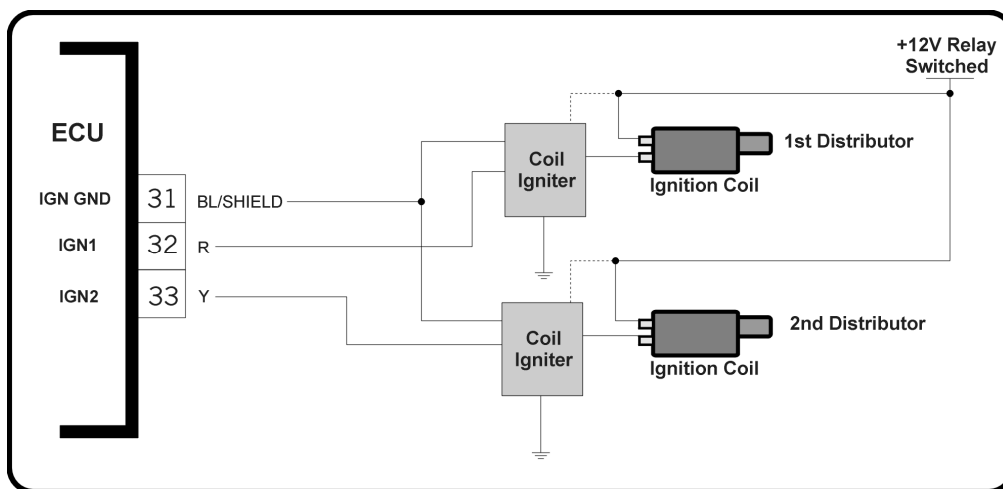 +12V Relay
Switched
ECU
IGN GND
31
BL/SHIELD
IGN1
32
R
IGN2
33
Y
Coil
Igniter
1st Distributor
Ignition Coil
Coil
Igniter
2nd Distributor
Ignition Coil